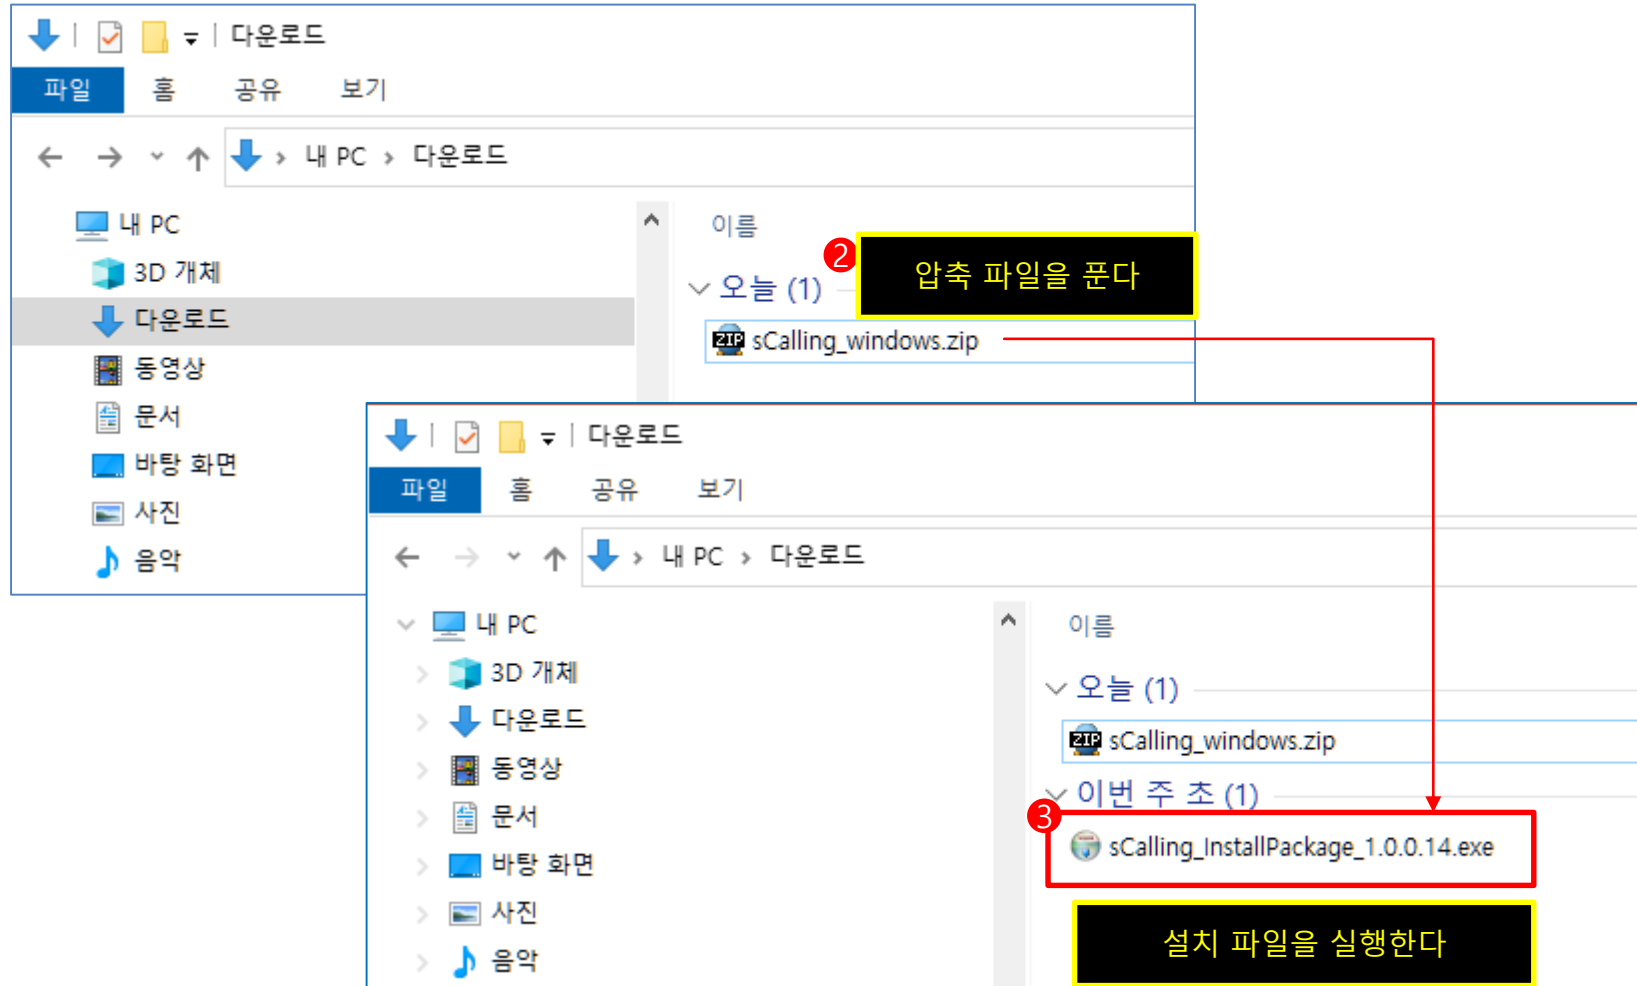 다운로드
파일 홈 공유 보기
내 PC > 다운로드
내 PC
3D 개체
다운로드
동영상
문서
바탕 화면
사진
음악
이름
2
압축 파일을 푼다
오늘 (1)
ZIP sCalling_windows.zip
다운로드
파일 홈 공유 보기
내 PC > 다운로드
내 PC
3D 개체
다운로드
동영상
문서
바탕 화면
사진
음악
이름
오늘 (1)
ZIP sCalling_windows.zip
이번 주 초 (1)
3
sCalling_InstallPackage_1.0.0.14.exe
설치 파일을 실행한다